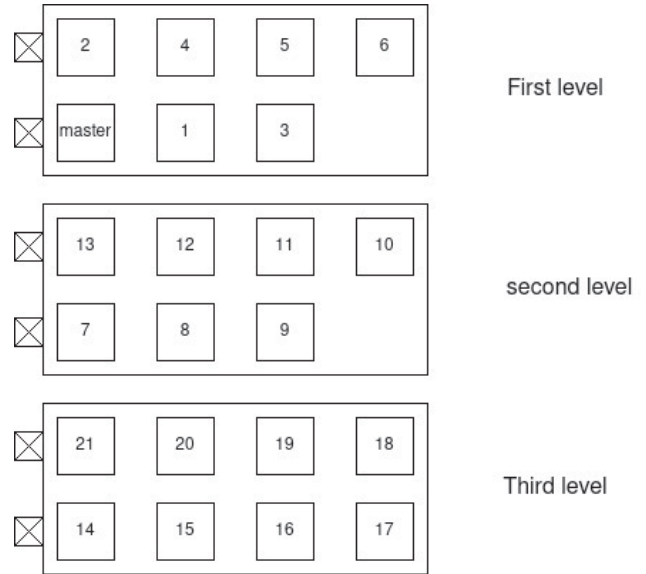 2 4 5 6
First level
master 1 3
13 12 11 10
second level
7 8 9
21 20 19 18
Third level
14 15 16 17